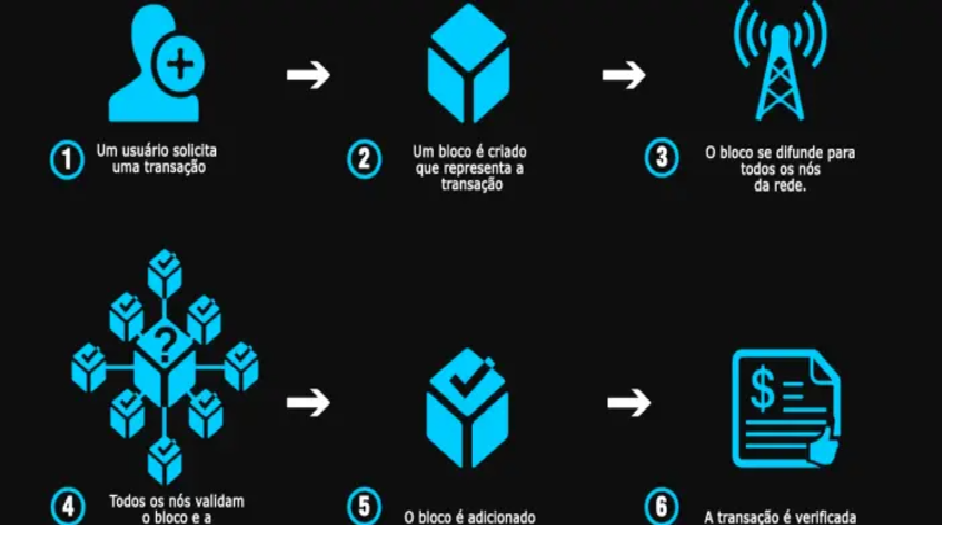 1
Um usuário solicita
uma transação
2
Um bloco é criado
que representa a
transação
3
O bloco se difunde para
todos os nós
da rede.
?
4
Todos os nós validam
o bloco e a
5
O bloco é adicionado
$
6
A transação é verificada